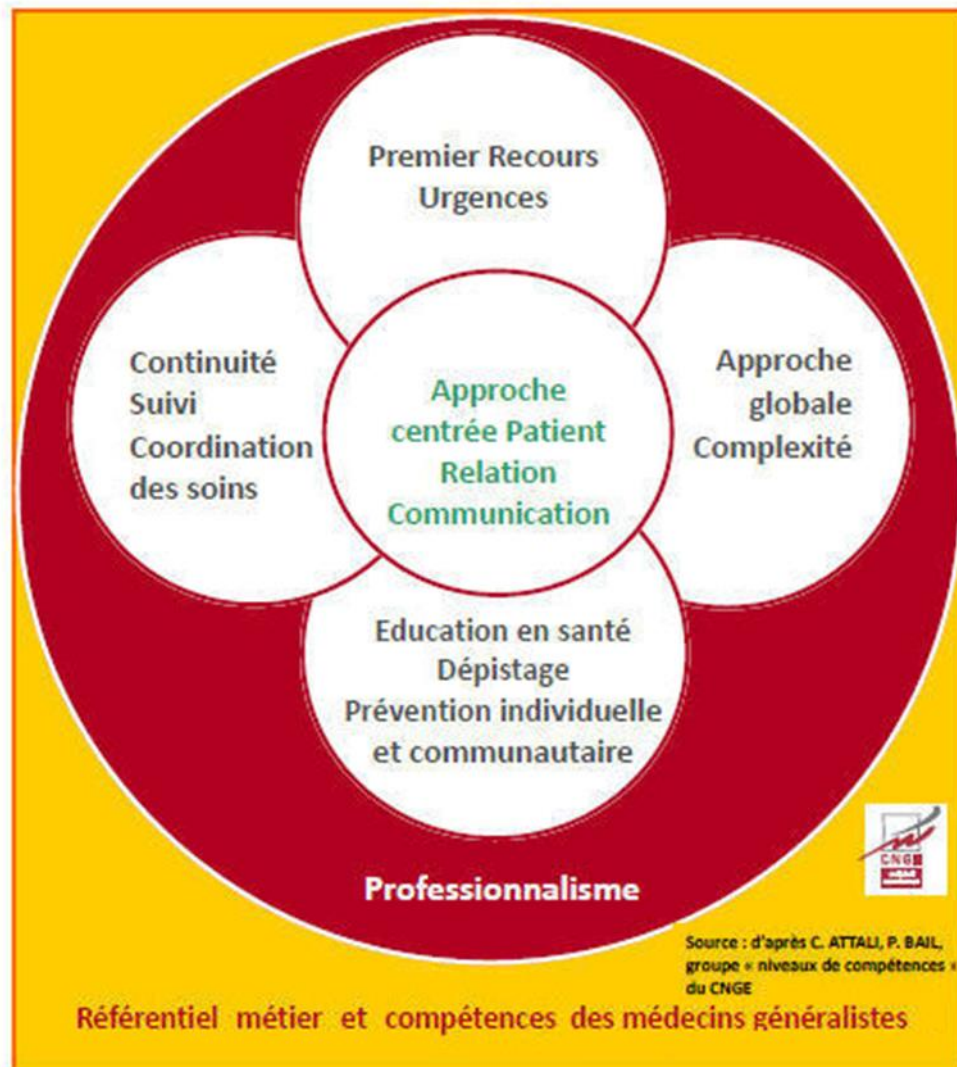 Premier Recours
Urgences
Continuité
Suivi
Coordination
des soins
Approche
centrée Patient
Relation
Communication
Approche
globale
Complexité
Education en santé
Dépistage
Prévention individuelle
et communautaire
Professionnalisme
CNGE
Source : d'après C. ATTALI, P. BAIL,
groupe « niveaux de compétences »
du CNGE
Référentiel métier et compétences des médecins généralistes